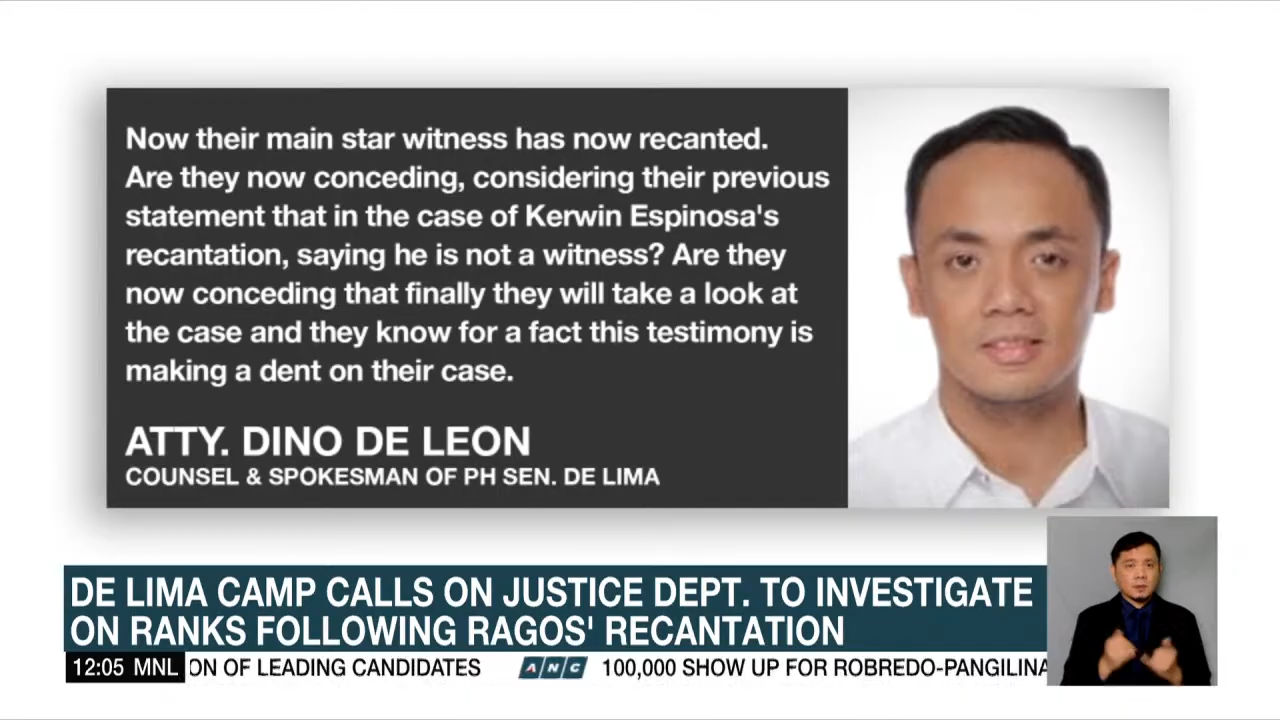 Now their main star witness has now recanted.
Are they now conceding, considering their previous
statement that in the case of Kerwin Espinosa's
recantation, saying he is not a witness? Are they
now conceding that finally they will take a look at
the case and they know for a fact this testimony is
making a dent on their case.
ATTY. DINO DE LEON
COUNSEL & SPOKESMAN OF PH SEN. DE LIMA
DE LIMA CAMP CALLS ON JUSTICE DEPT. TO INVESTIGATE
ON RANKS FOLLOWING RAGOS' RECANTATION
12:05 MNL ON OF LEADING CANDIDATES ANC 100,000 SHOW UP FOR ROBREDO-PANGILINA